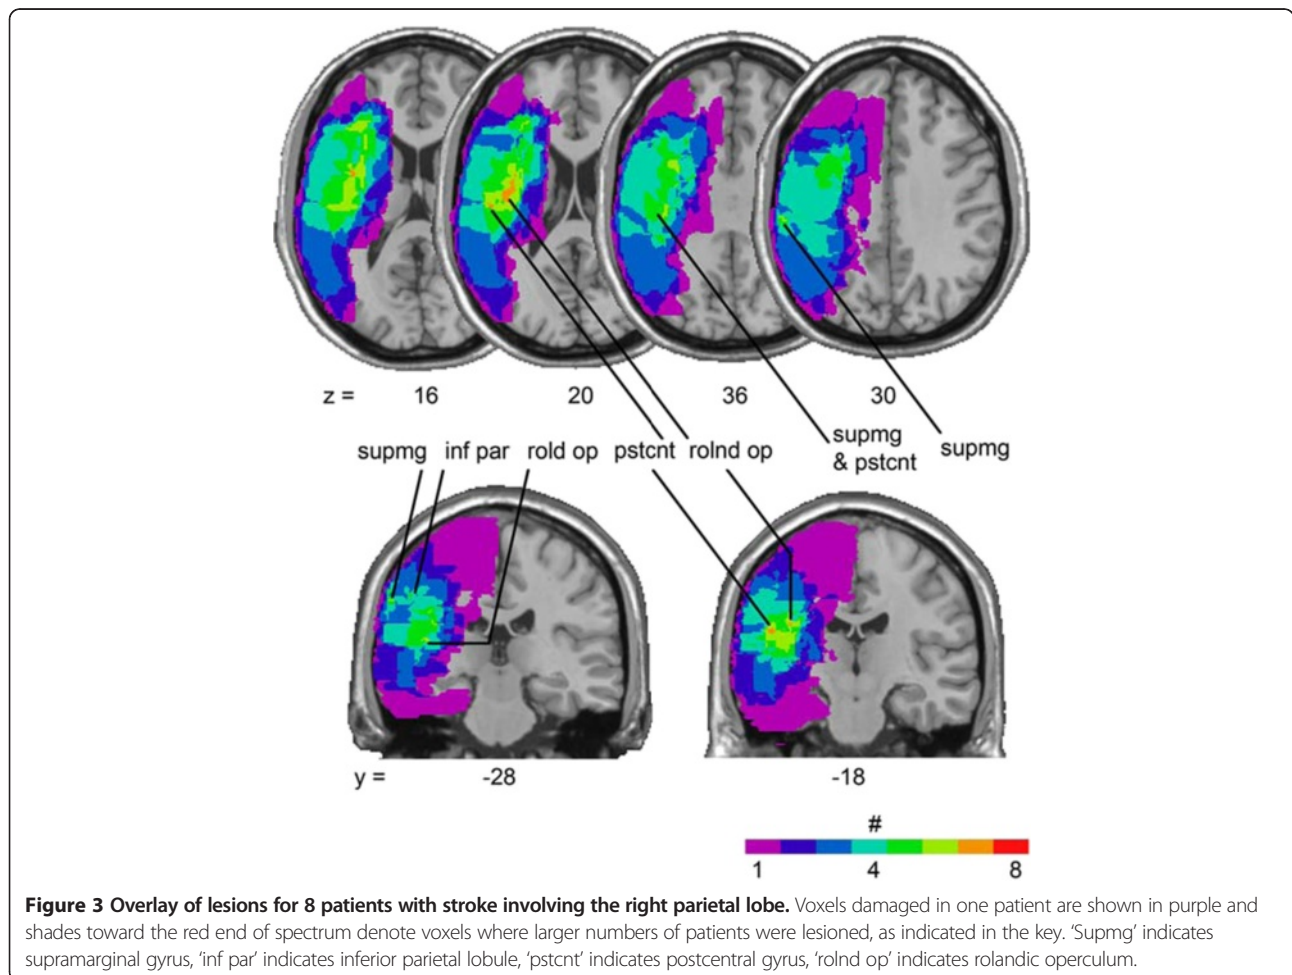 z = 16 20 36 30
supmg inf par rold op pstcnt rolnd op supmg & pstcnt supmg
y = -28 -18
#
1 4 8
Figure 3 Overlay of lesions for 8 patients with stroke involving the right parietal lobe. Voxels damaged in one patient are shown in purple and
shades toward the red end of spectrum denote voxels where larger numbers of patients were lesioned, as indicated in the key. ‘Supmg’ indicates
supramarginal gyrus, ‘inf par’ indicates inferior parietal lobule, ‘pstcnt’ indicates postcentral gyrus, ‘rolnd op’ indicates rolandic operculum.